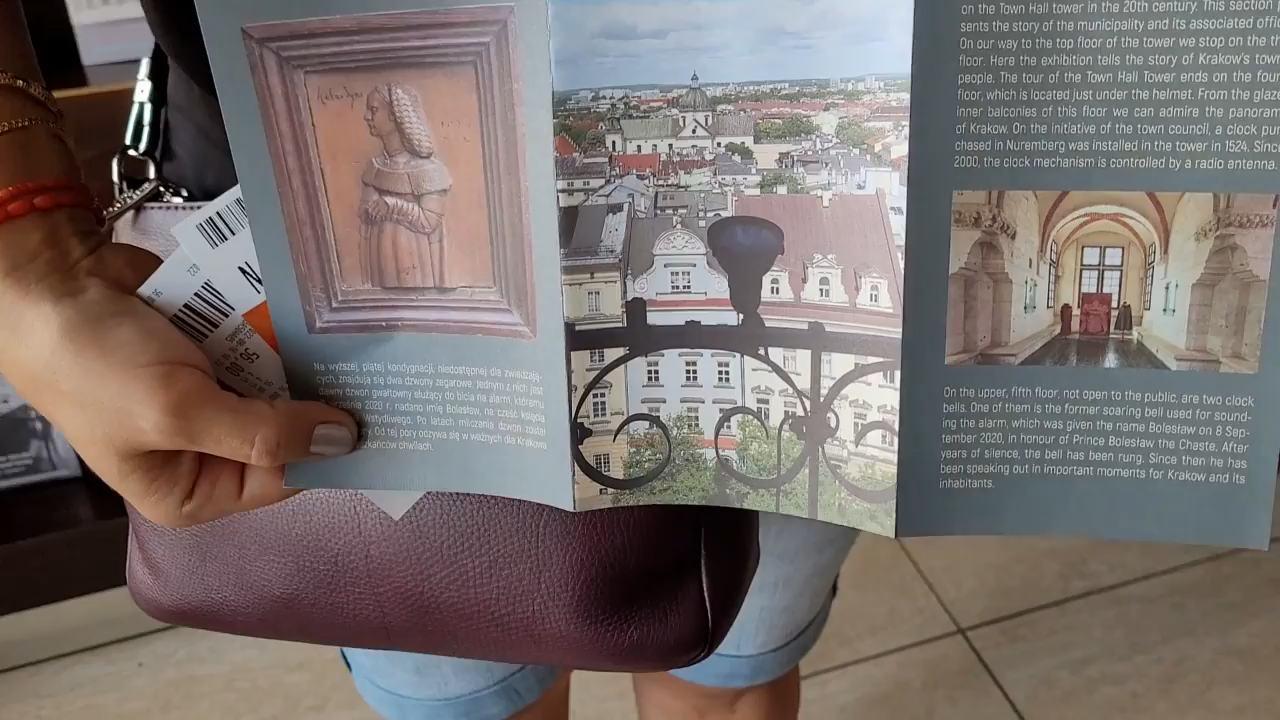 Na wyższej, piątej kondygnacji, niedostępnej dla zwiedzają-
cych, znajdują się dwa dzwony zegarowe. Jednym z nich jest
dawny dzwon gwałtowny służący do bicia na alarm, któremu
września 2020 r. nadano imię Bolesław, na cześć księcia
Wstydliwego. Po latach milczenia dzwon został
Od tej pory odzywa się w ważnych dla Krakowa
chwilach.
on the Town Hall tower in the 20th century. This section
sents the story of the municipality and its associated offic
On our way to the top floor of the tower we stop on the th
floor. Here the exhibition tells the story of Krakow's town
people. The tour of the Town Hall Tower ends on the four
floor, which is located just under the helmet. From the glaze
inner balconies of this floor we can admire the panoram
of Krakow. On the initiative of the town council, a clock pur
chased in Nuremberg was installed in the tower in 1524. Since
2000, the clock mechanism is controlled by a radio antenna.
On the upper, fifth floor, not open to the public, are two clock
bells. One of them is the former soaring bell used for sound-
ing the alarm, which was given the name Bolesław on 8 Sep-
tember 2020, in honour of Prince Bolesław the Chaste. After
years of silence, the bell has been rung. Since then he has
been speaking out in important moments for Krakow and its
inhabitants.